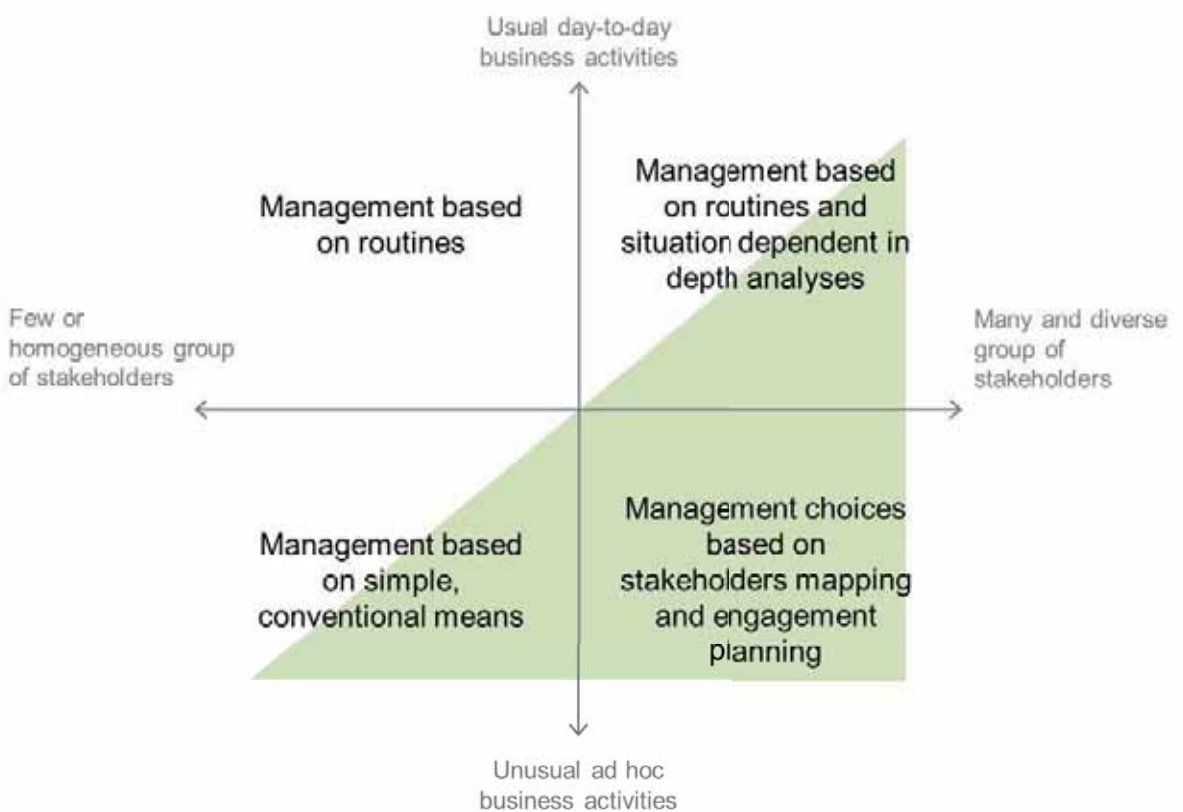 Usual day-to-day
business activities
Management based
on routines
Management based
on routines and
situation dependent in
depth analyses
Few or
homogeneous group
of stakeholders
Many and diverse
group of
stakeholders
Management based
on simple,
conventional means
Management choices
based on
stakeholders mapping
and engagement
planning
Unusual ad hoc
business activities